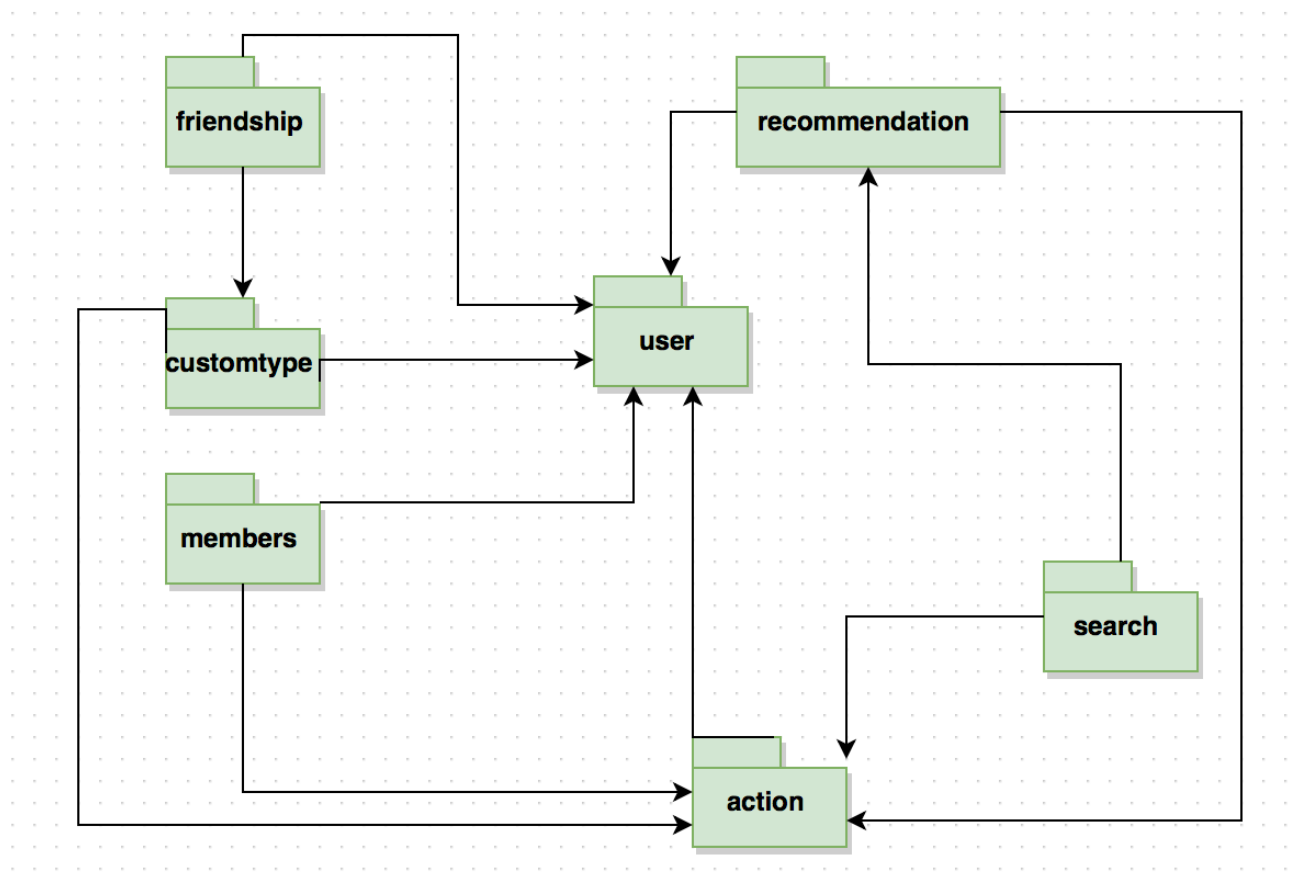 friendship
recommendation
user
customtype
members
search
action